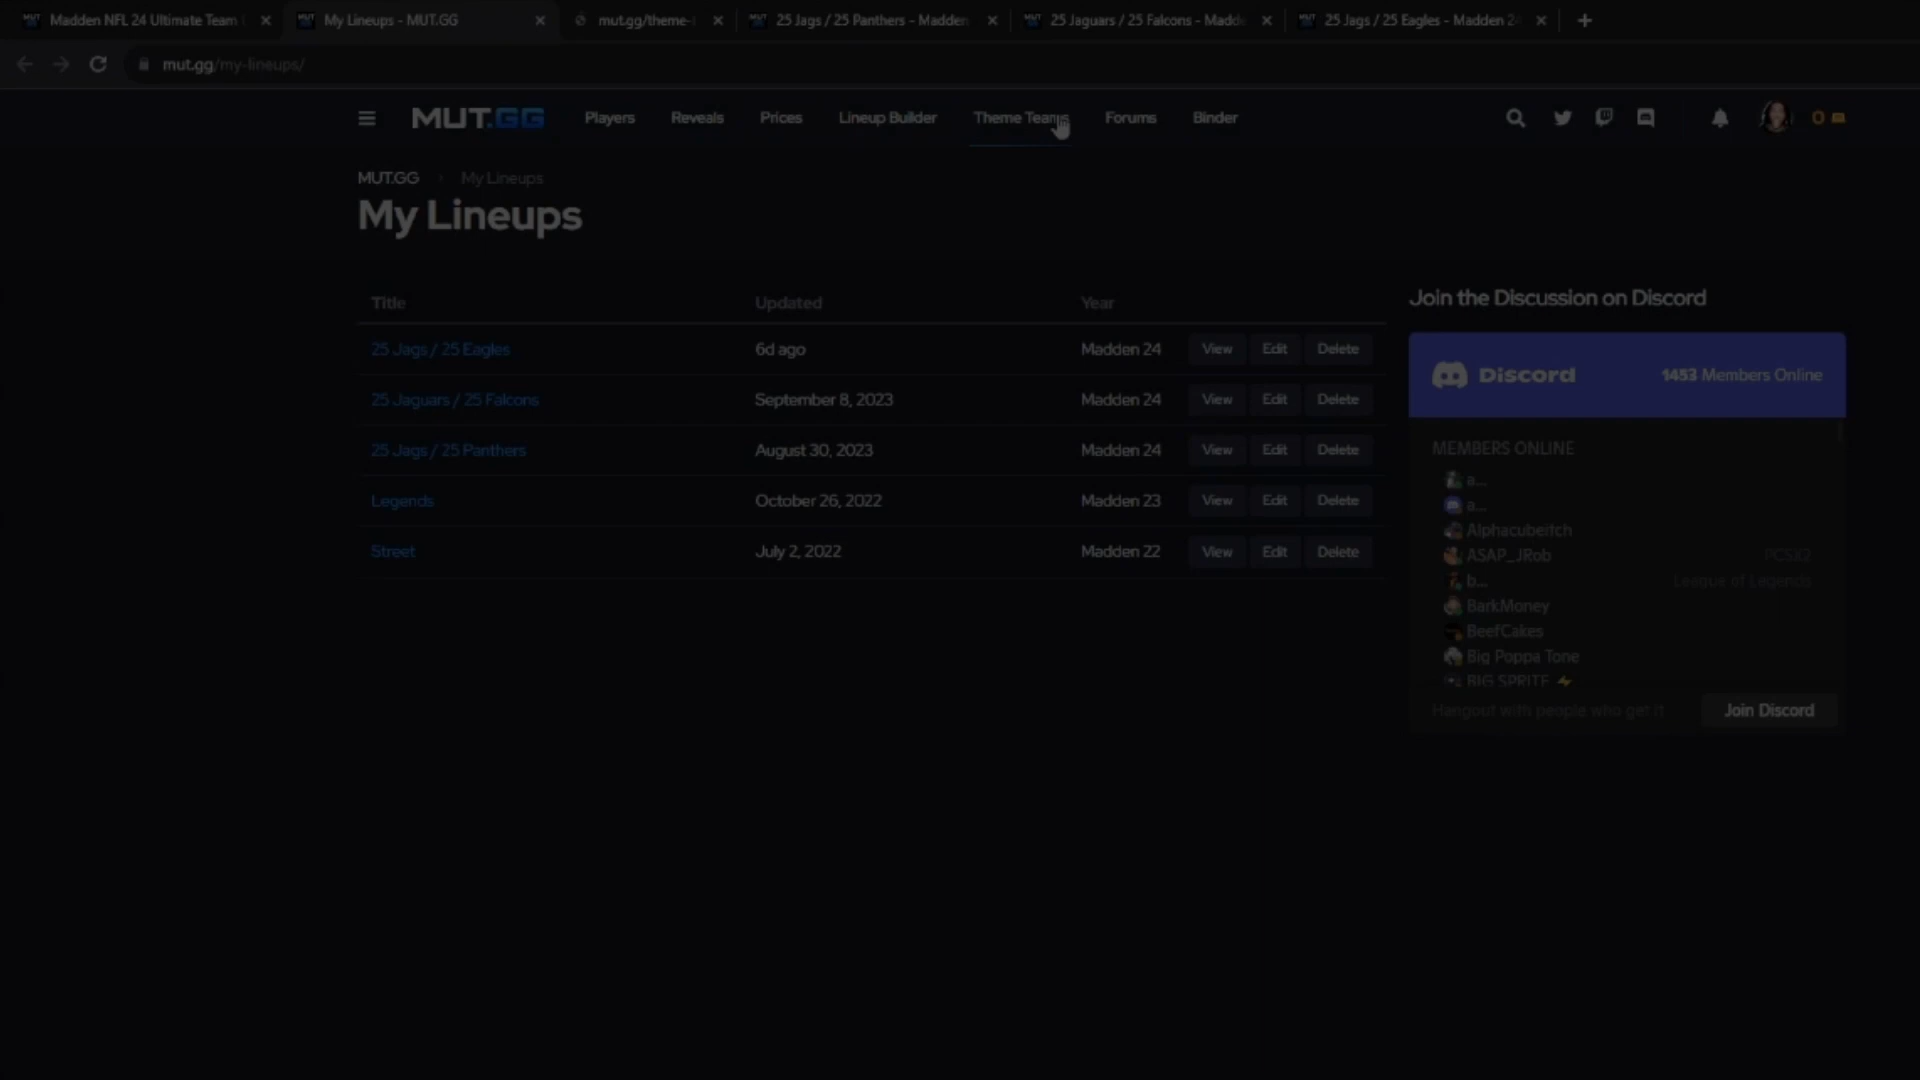 Madden NFL 24 Ultimate Team
My Lineups - MUT.GG
mut.gg/theme-
25 Jags / 25 Panthers - Madden
25 Jaguars / 25 Falcons - Madde
25 Jags / 25 Eagles - Madden 2
mut.gg/my-lineups/
MUT.GG
Players
Reveals
Prices
Lineup Builder
Theme Teams
Forums
Binder
0
MUT.GG › My Lineups
My Lineups
Title Updated Year
25 Jags / 25 Eagles 6d ago Madden 24 View Edit Delete
25 Jaguars / 25 Falcons September 8, 2023 Madden 24 View Edit Delete
25 Jags / 25 Panthers August 30, 2023 Madden 24 View Edit Delete
Legends October 26, 2022 Madden 23 View Edit Delete
Street July 2, 2022 Madden 22 View Edit Delete
Join the Discussion on Discord
Discord 1453 Members Online
MEMBERS ONLINE
a...
a...
Alphacubeitch
ASAP_JRob PCSX2
b... League of Legends
BarkMoney
BeefCakes
Big Poppa Tone
BIG SPRITE
Hangout with people who get it Join Discord